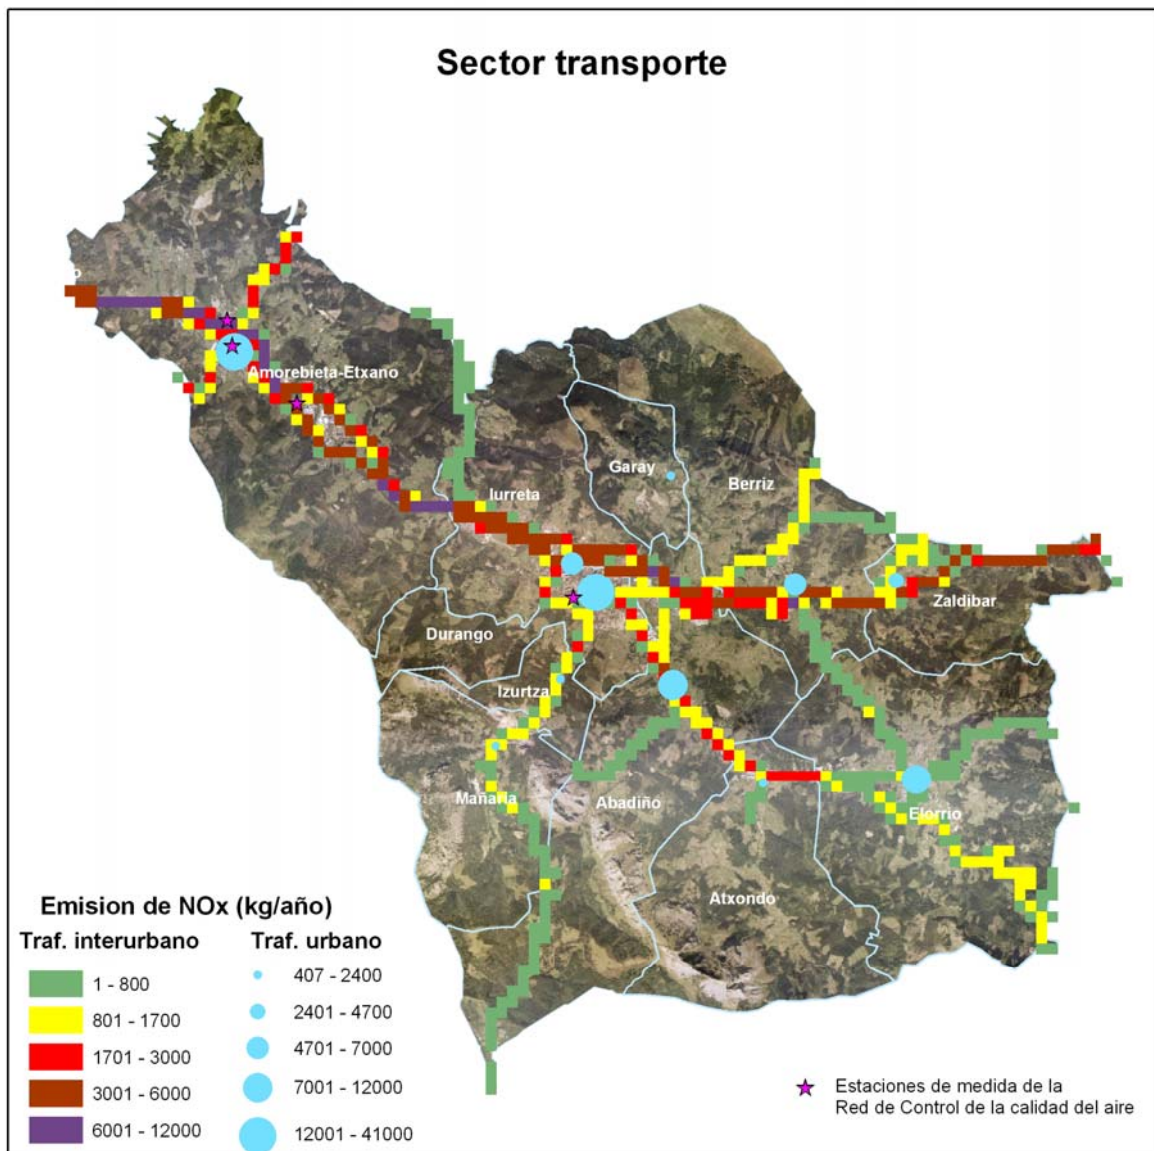 Sector transporte
Amorebieta-Etxano
Iurreta
Garay
Berriz
Zaldibar
Durango
Izurtza
Mañaria
Abadiño
Elorrio
Atxondo
Emision de NOx (kg/año)
Traf. interurbano
1 - 800
801 - 1700
1701 - 3000
3001 - 6000
6001 - 12000
Traf. urbano
407 - 2400
2401 - 4700
4701 - 7000
7001 - 12000
12001 - 41000
Estaciones de medida de la
Red de Control de la calidad del aire